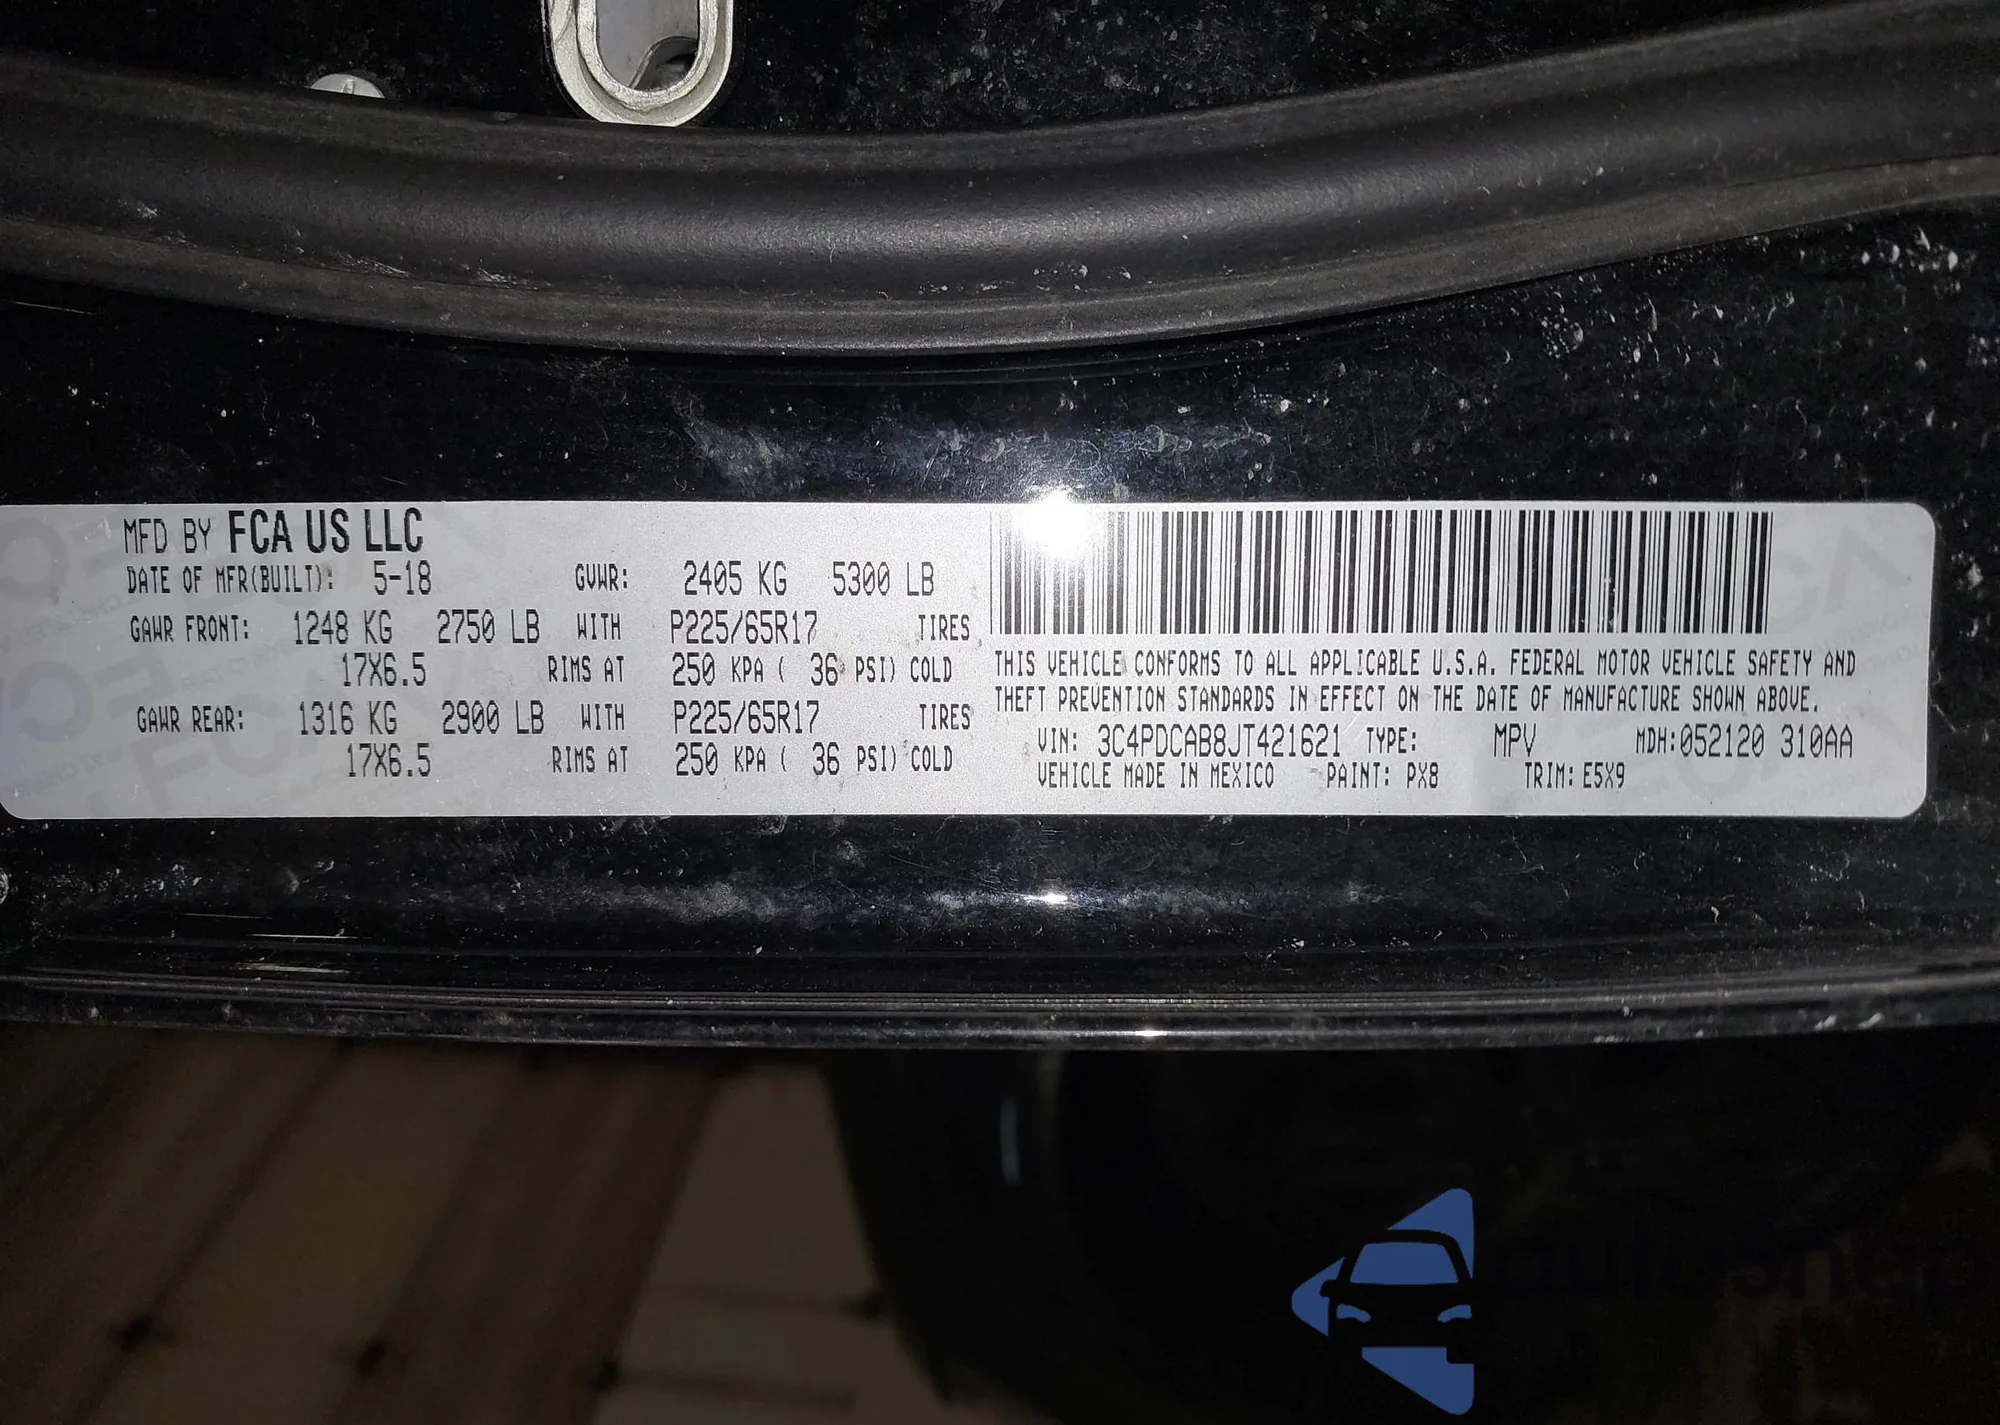 MFD BY FCA US LLC
DATE OF MFR(BUILT): 5-18 GVWR: 2405 KG 5300 LB
GAWR FRONT: 1248 KG 2750 LB WITH P225/65R17 TIRES
17X6.5 RIMS AT 250 KPA ( 36 PSI) COLD
GAWR REAR: 1316 KG 2900 LB WITH P225/65R17 TIRES
17X6.5 RIMS AT 250 KPA ( 36 PSI) COLD
THIS VEHICLE CONFORMS TO ALL APPLICABLE U.S.A. FEDERAL MOTOR VEHICLE SAFETY AND
THEFT PREVENTION STANDARDS IN EFFECT ON THE DATE OF MANUFACTURE SHOWN ABOVE.
VIN: 3C4PDCAB8JT421621 TYPE: MPV MDH:052120 310AA
VEHICLE MADE IN MEXICO PAINT: PX8 TRIM: E5X9